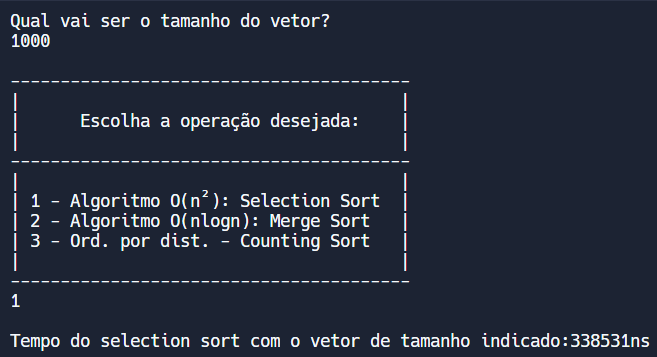 Qual vai ser o tamanho do vetor?
1000
----------------------------------------
|                                      |
|      Escolha a operação desejada:    |
|                                      |
----------------------------------------
|                                      |
| 1 - Algoritmo O(n²): Selection Sort  |
| 2 - Algoritmo O(nlogn): Merge Sort   |
| 3 - Ord. por dist. - Counting Sort   |
|                                      |
----------------------------------------
1
Tempo do selection sort com o vetor de tamanho indicado:338531ns